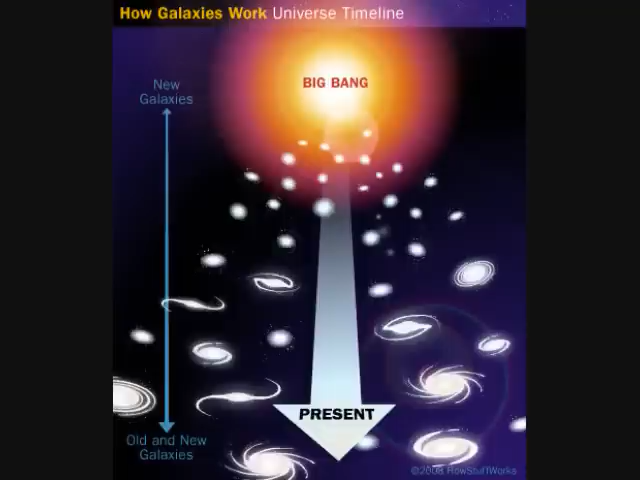 How Galaxies Work Universe Timeline
BIG BANG
New
Galaxies
PRESENT
Old and New
Galaxies
©2008 HowStuffWorks